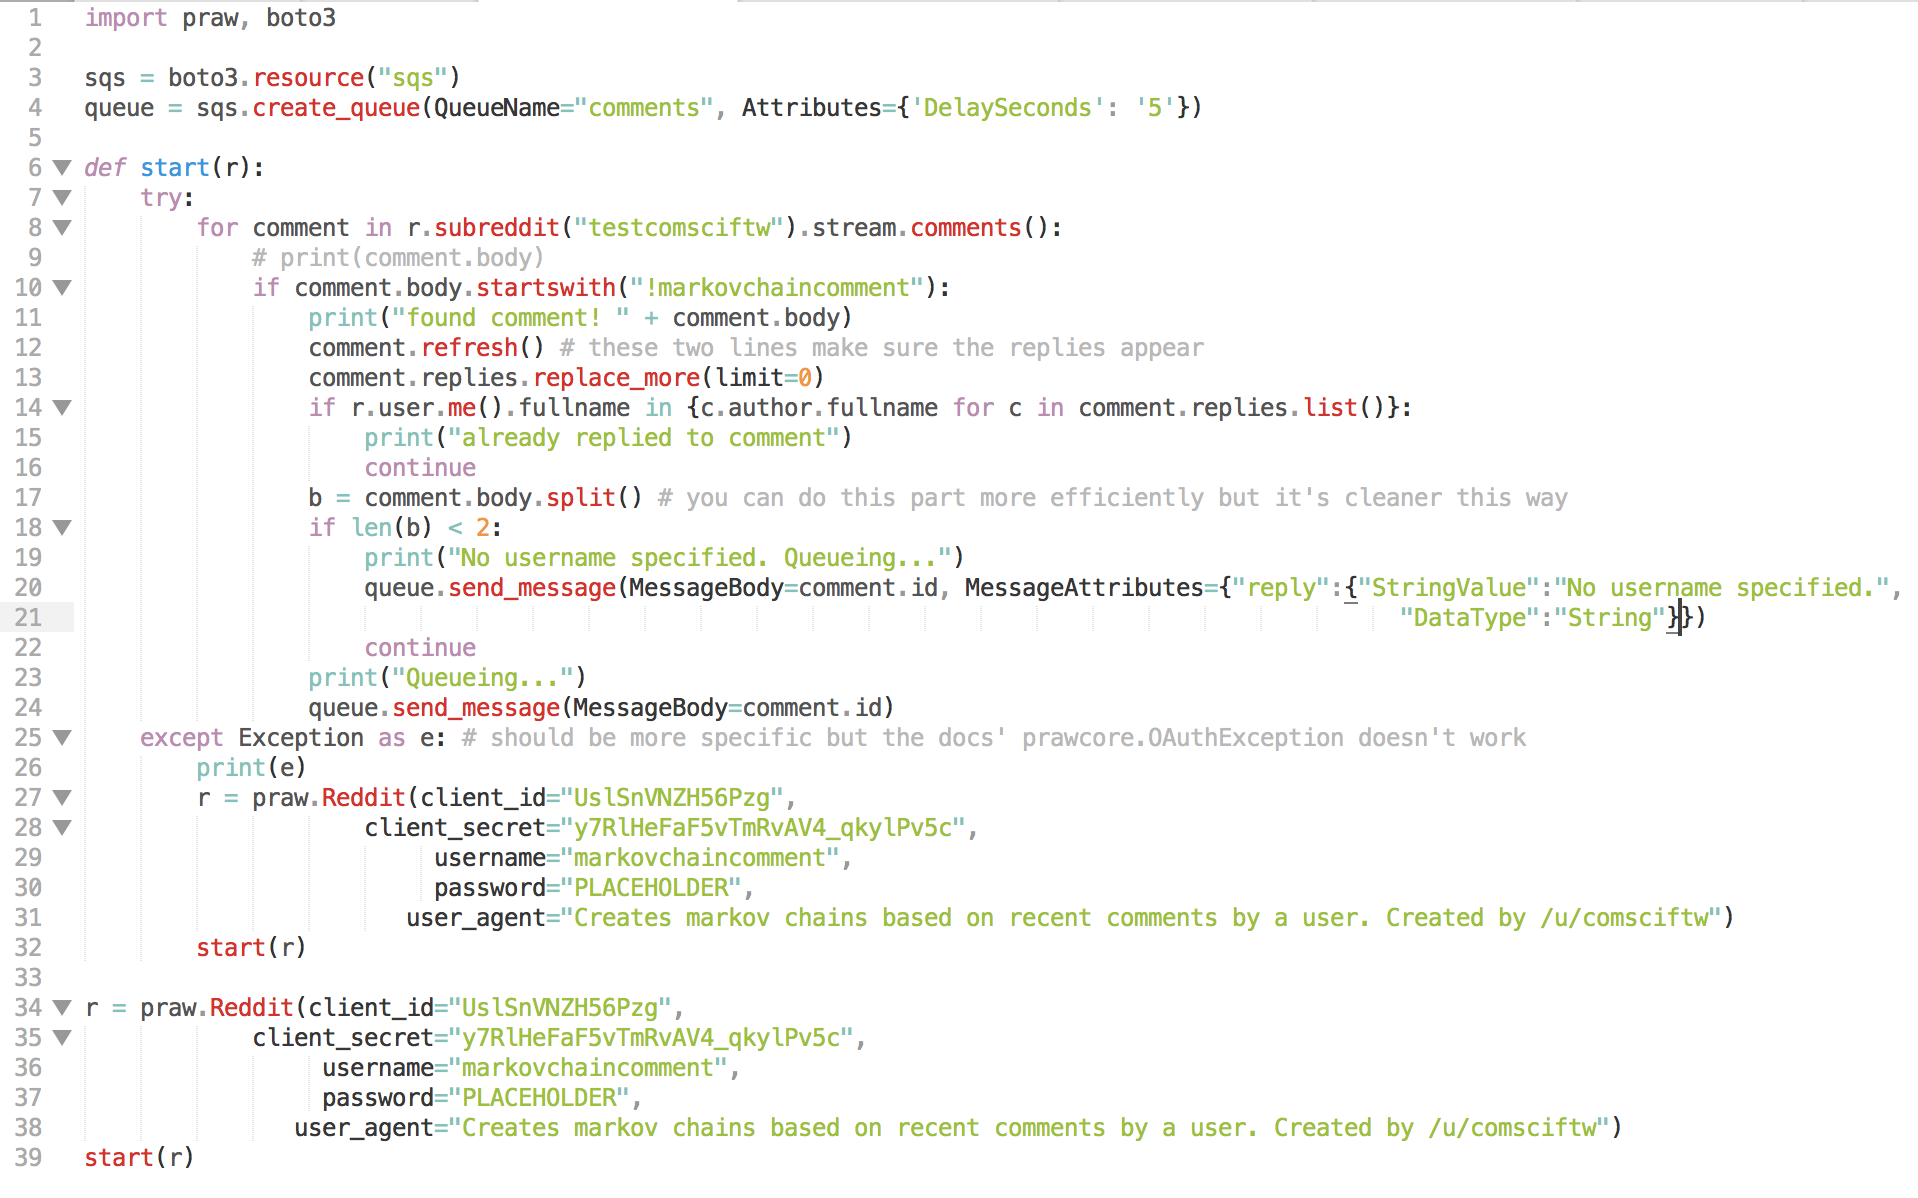 1 import praw, boto3
2
3 sqs = boto3.resource("sqs")
4 queue = sqs.create_queue(QueueName="comments", Attributes={'DelaySeconds': '5'})
5
6 def start(r):
7     try:
8         for comment in r.subreddit("testcomsciftw").stream.comments():
9             # print(comment.body)
10             if comment.body.startswith("!markovchaincomment"):
11                 print("found comment! " + comment.body)
12                 comment.refresh() # these two lines make sure the replies appear
13                 comment.replies.replace_more(limit=0)
14                 if r.user.me().fullname in {c.author.fullname for c in comment.replies.list()}:
15                     print("already replied to comment")
16                     continue
17                 b = comment.body.split() # you can do this part more efficiently but it's cleaner this way
18                 if len(b) < 2:
19                     print("No username specified. Queueing...")
20                     queue.send_message(MessageBody=comment.id, MessageAttributes={"reply":{"StringValue":"No username specified.",
21                                                                                               "DataType":"String"}})
22                     continue
23                 print("Queueing...")
24                 queue.send_message(MessageBody=comment.id)
25     except Exception as e: # should be more specific but the docs' prawcore.OAuthException doesn't work
26         print(e)
27         r = praw.Reddit(client_id="UslSnVNZH56Pzg",
28                     client_secret="y7RlHeFaF5vTmRvAV4_qkylPv5c",
29                          username="markovchaincomment",
30                          password="PLACEHOLDER",
31                        user_agent="Creates markov chains based on recent comments by a user. Created by /u/comsciftw")
32         start(r)
33
34 r = praw.Reddit(client_id="UslSnVNZH56Pzg",
35             client_secret="y7RlHeFaF5vTmRvAV4_qkylPv5c",
36                  username="markovchaincomment",
37                  password="PLACEHOLDER",
38                user_agent="Creates markov chains based on recent comments by a user. Created by /u/comsciftw")
39 start(r)